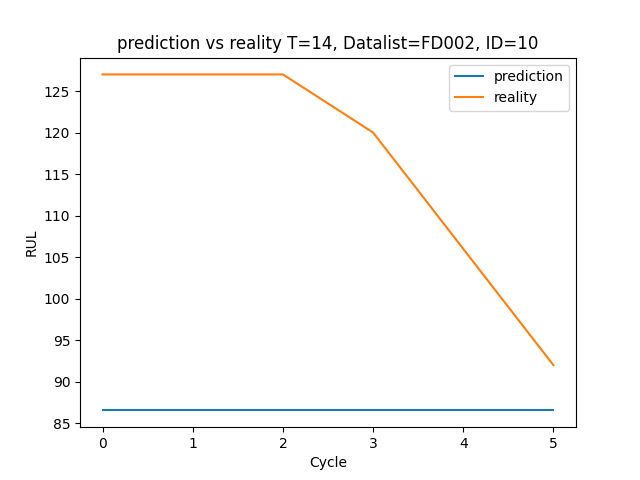 prediction vs reality T=14, Datalist=FD002, ID=10
prediction
reality
125
120
115
110
105
100
95
90
85
RUL
0 1 2 3 4 5
Cycle